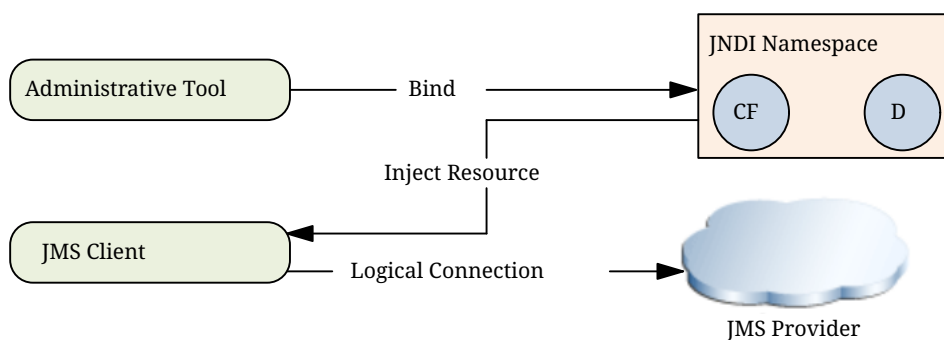 JNDI Namespace
Administrative Tool
Bind
CF
D
Inject Resource
JMS Client
Logical Connection
JMS Provider